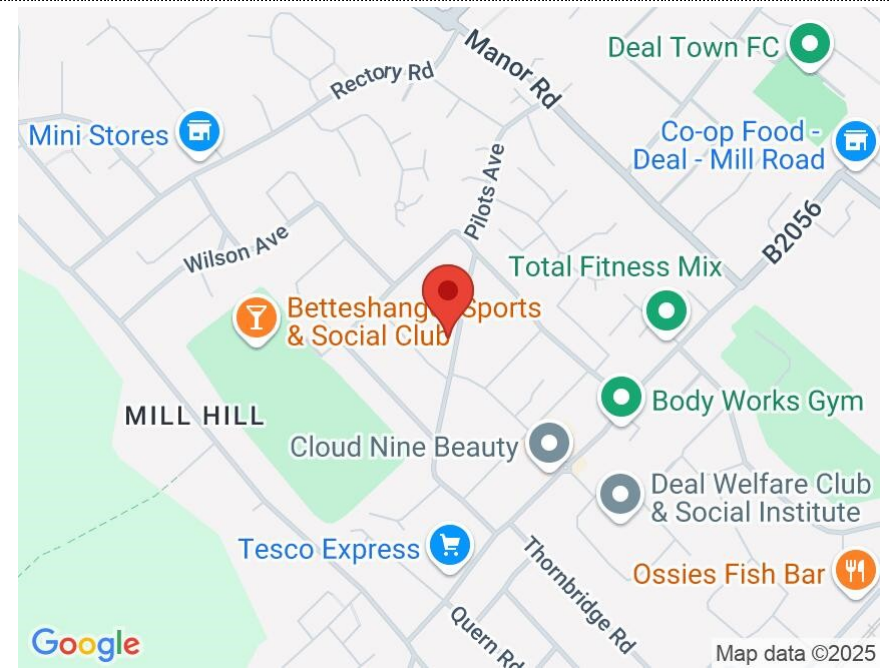 Manor Rd
Deal Town FC
Rectory Rd
Mini Stores
Co-op Food -
Deal - Mill Road
Pilots Ave
B2056
Wilson Ave
Total Fitness Mix
Betteshang Sports
& Social Club
MILL HILL
Body Works Gym
Cloud Nine Beauty
Deal Welfare Club
& Social Institute
Tesco Express
Thornbridge Rd
Ossies Fish Bar
Quern Rd
Google
Map data ©2025